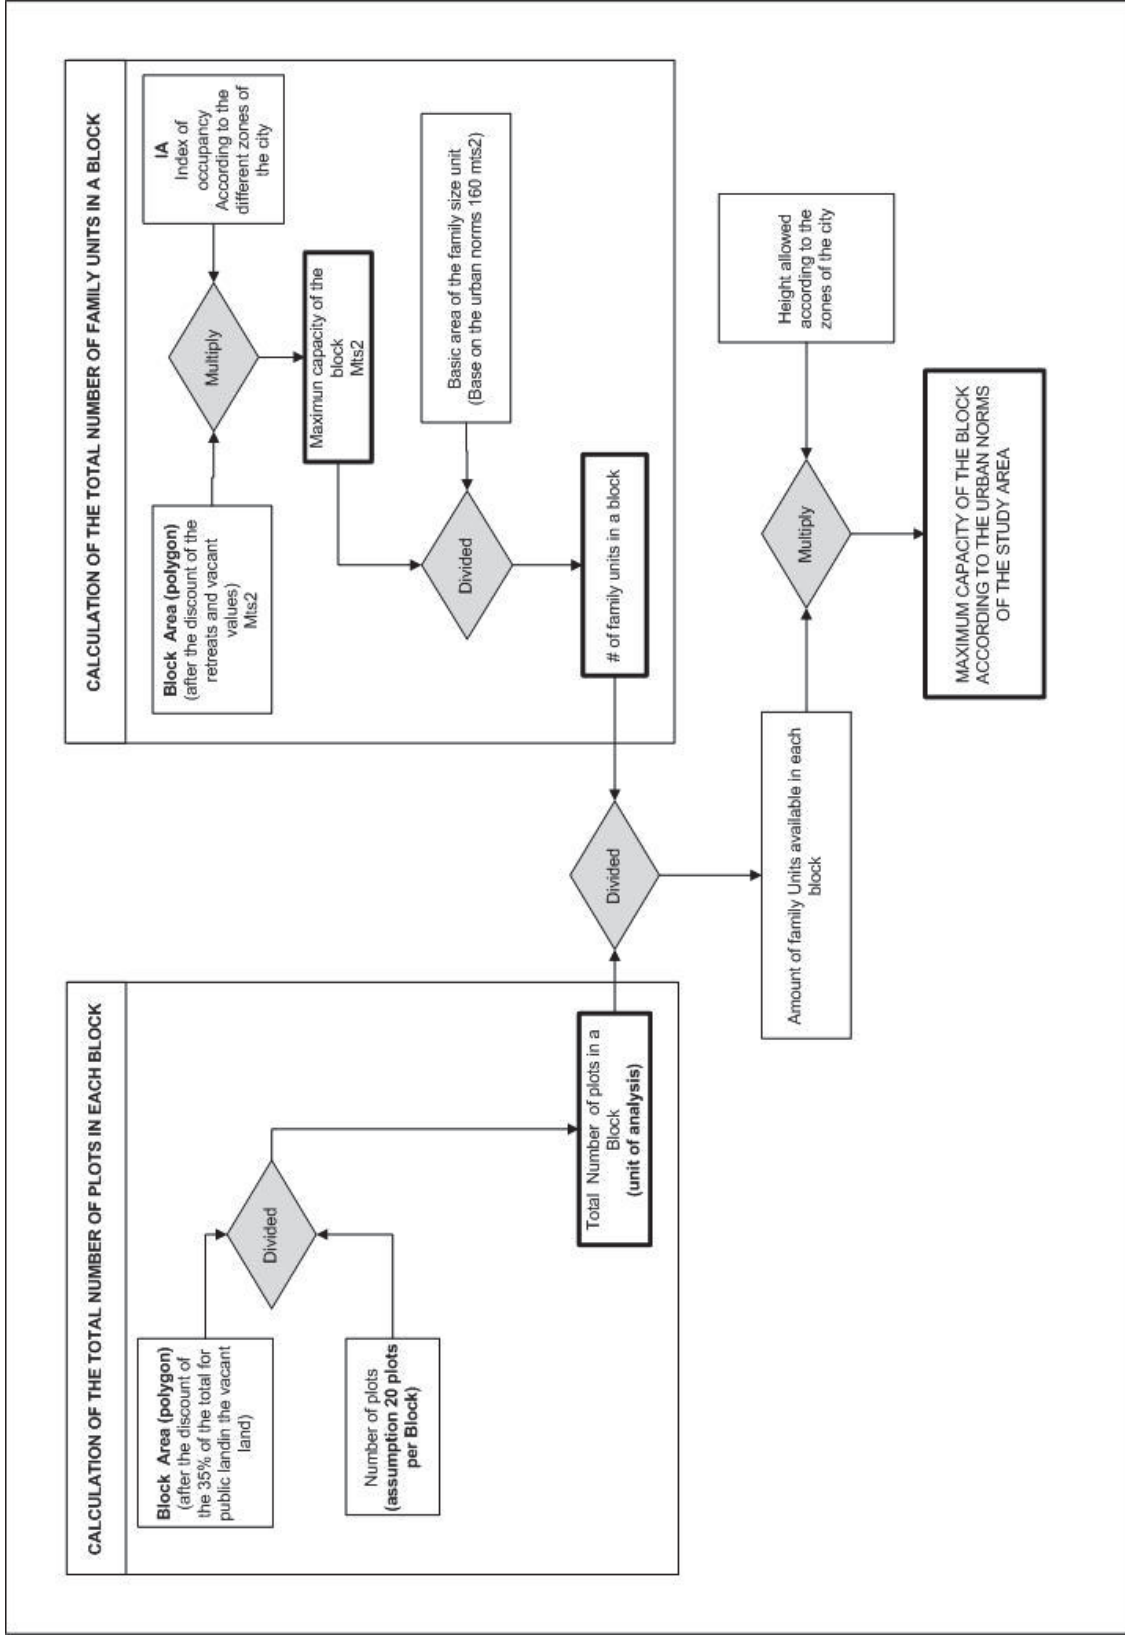 CALCULATION OF THE TOTAL NUMBER OF PLOTS IN EACH BLOCK
Block Area (polygon)
(after the discount of
the 35% of the total for
public landin the vacant
land)
Number of plots
(assumption 20 plots
per Block)
Divided
Total Number of plots in a
Block
(unit of analysis)
CALCULATION OF THE TOTAL NUMBER OF FAMILY UNITS IN A BLOCK
Block Area (polygon)
(after the discount of the
retreats and vacant
values)
Mts2
Multiply
IA
Index of
occupancy
According to the
different zones of
the city
Maximun capacity of the
block
Mts2
Divided
Basic area of the family size unit
(Base on the urban norms 160 mts2)
# of family units in a block
Divided
Amount of family Units available in each
block
Multiply
Height allowed
according to the
zones of the city
MAXIMUM CAPACITY OF THE BLOCK
ACCORDING TO THE URBAN NORMS
OF THE STUDY AREA